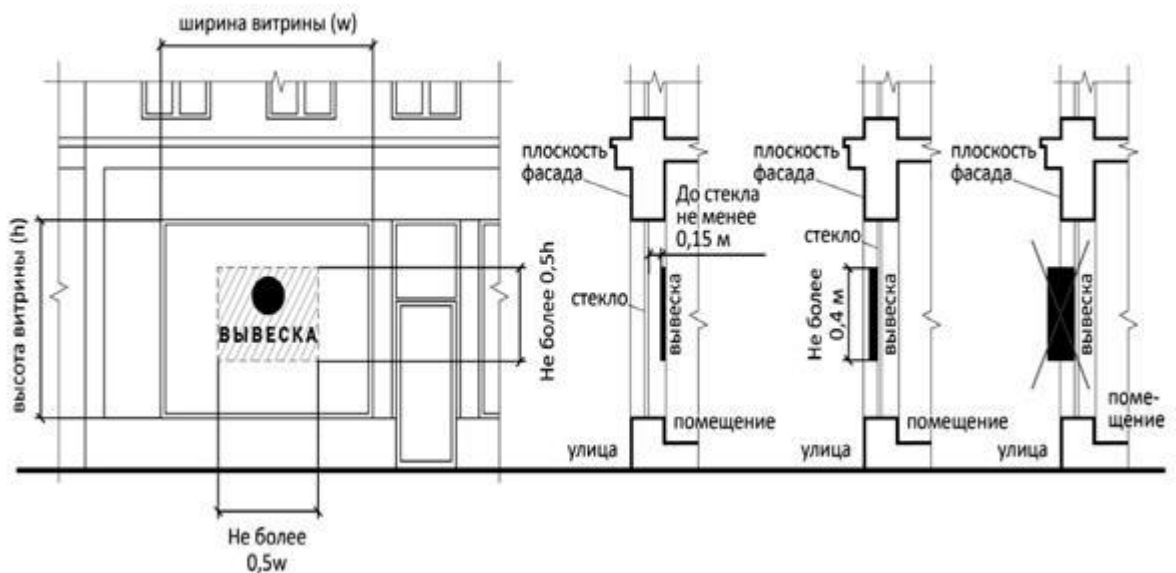 ширина витрины (w)
высота витрины (h)
ВЫВЕСКА
Не более
0,5w
Не более 0,5h
плоскость
фасада
До стекла
не менее
0,15 м
стекло
вывеска
помещение
улица
плоскость
фасада
стекло
Не более
0,4 м
вывеска
помещение
улица
плоскость
фасада
вывеска
поме-
щение
улица